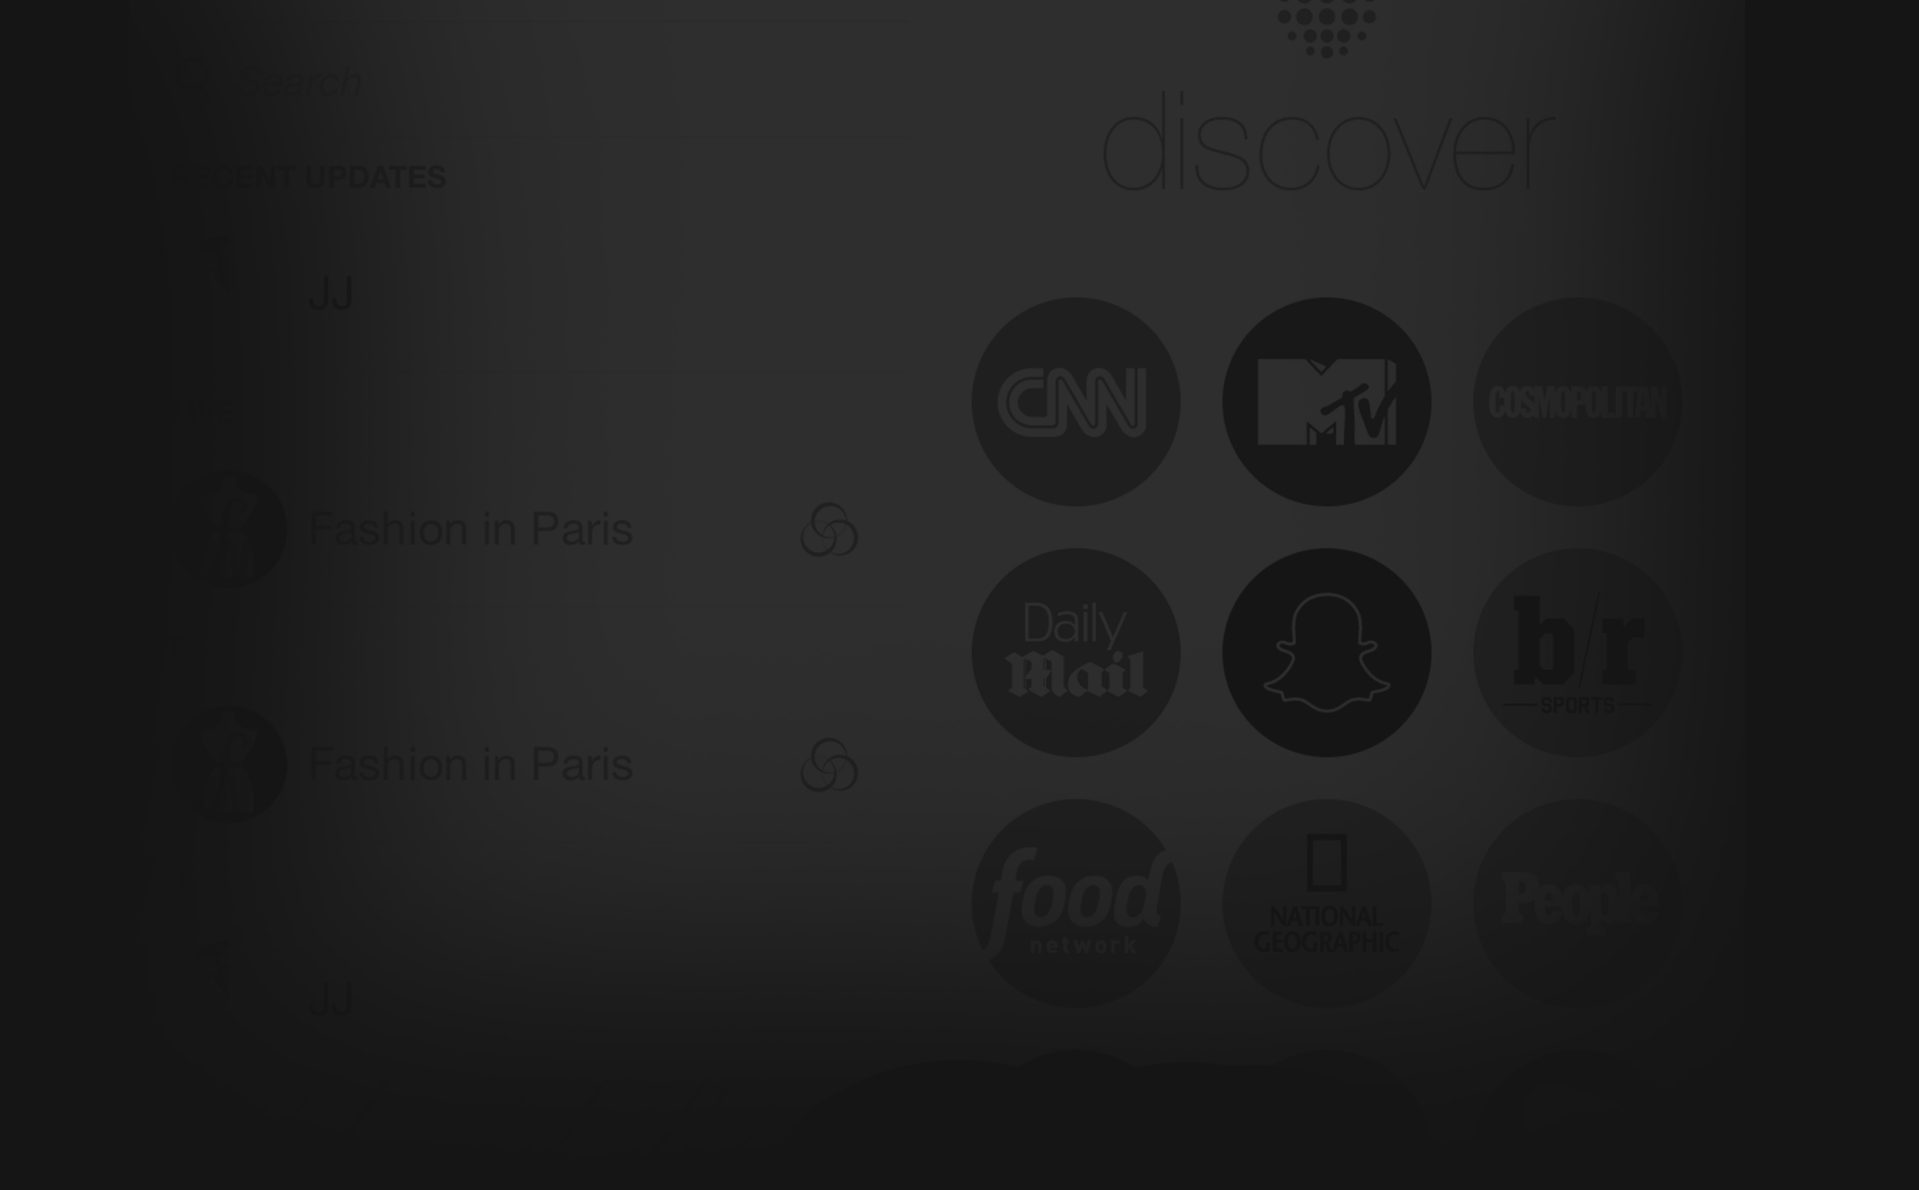 Search
RECENT UPDATES
JJ
Fashion in Paris
Fashion in Paris
JJ
discover
CNN
MTV
COSMOPOLITAN
Daily
Mail
b/r
SPORTS
food
network
NATIONAL
GEOGRAPHIC
People